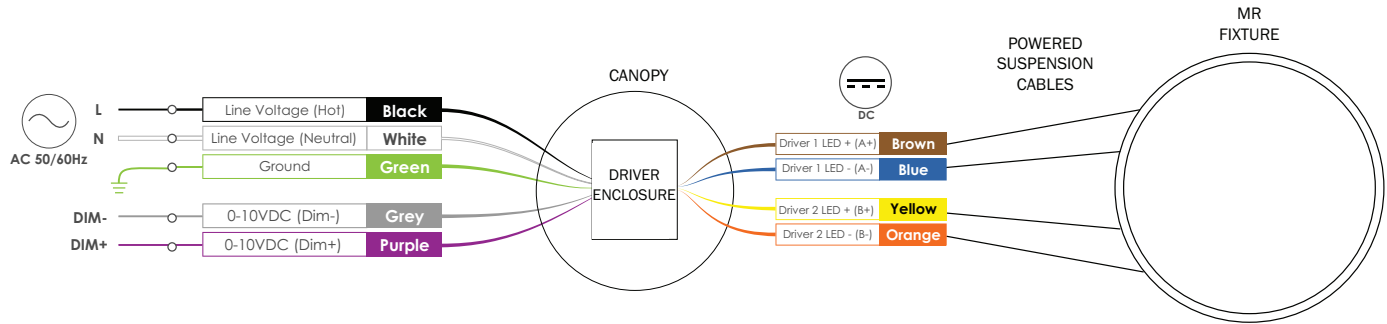 MR
FIXTURE
POWERED
SUSPENSION
CABLES
CANOPY
DC
L
Line Voltage (Hot) Black
N
Line Voltage (Neutral) White
AC 50/60Hz
Ground Green
DRIVER
ENCLOSURE
Driver 1 LED + (A+) Brown
Driver 1 LED - (A-) Blue
Driver 2 LED + (B+) Yellow
Driver 2 LED - (B-) Orange
DIM- 0-10VDC (Dim-) Grey
DIM+ 0-10VDC (Dim+) Purple